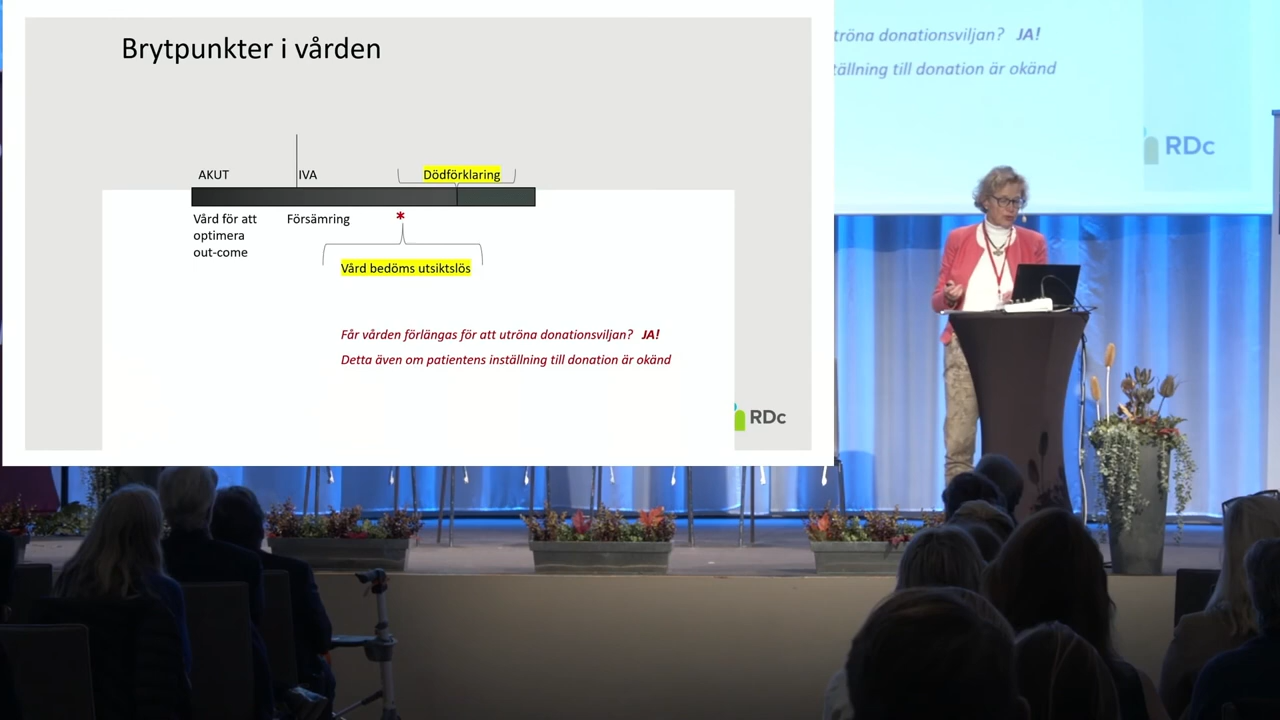 Brytpunkter i vården
AKUT
IVA
Dödförklaring
Vård för att
optimera
out-come
Försämring
*
Vård bedöms utsiktslös
Får vården förlängas för att utröna donationsviljan? JA!
Detta även om patientens inställning till donation är okänd
RDc
tröna donationsviljan? JA!
tällning till donation är okänd
RDc